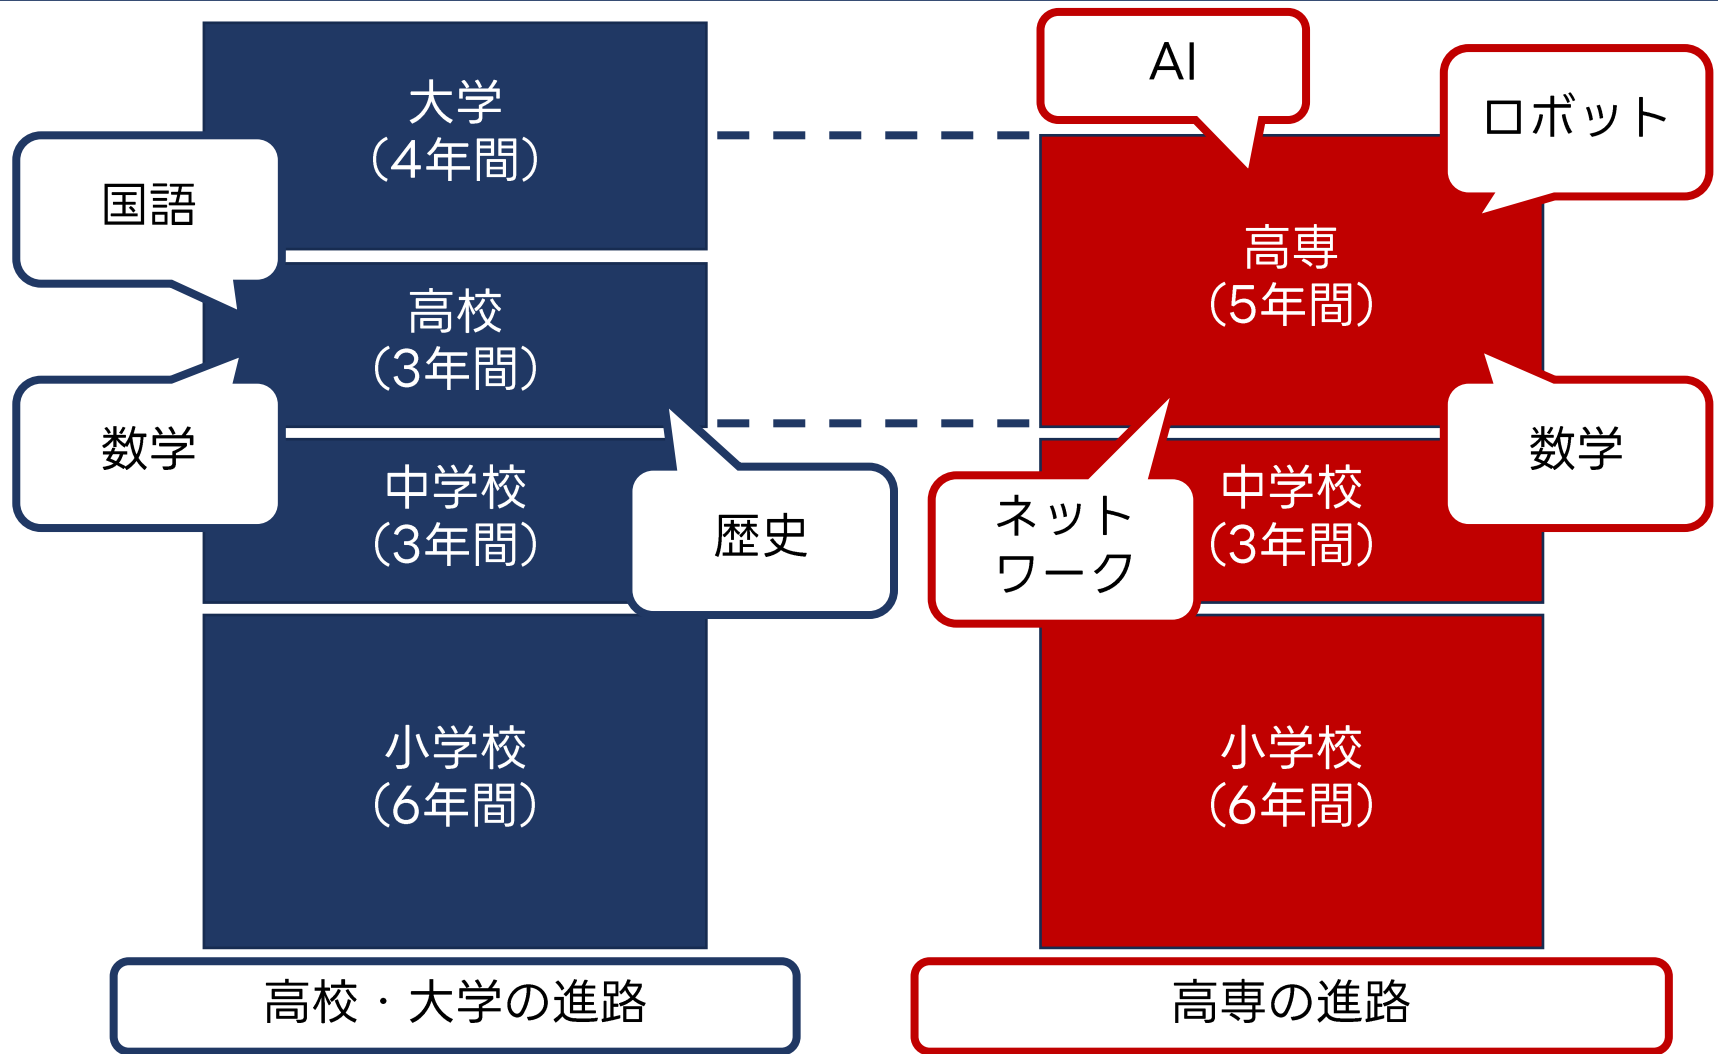 大学
（4年間）
国語
高校
（3年間）
数学
中学校
（3年間）
歴史
小学校
（6年間）
高校・大学の進路
AI
ロボット
高専
（5年間）
数学
ネット
ワーク
中学校
（3年間）
小学校
（6年間）
高専の進路